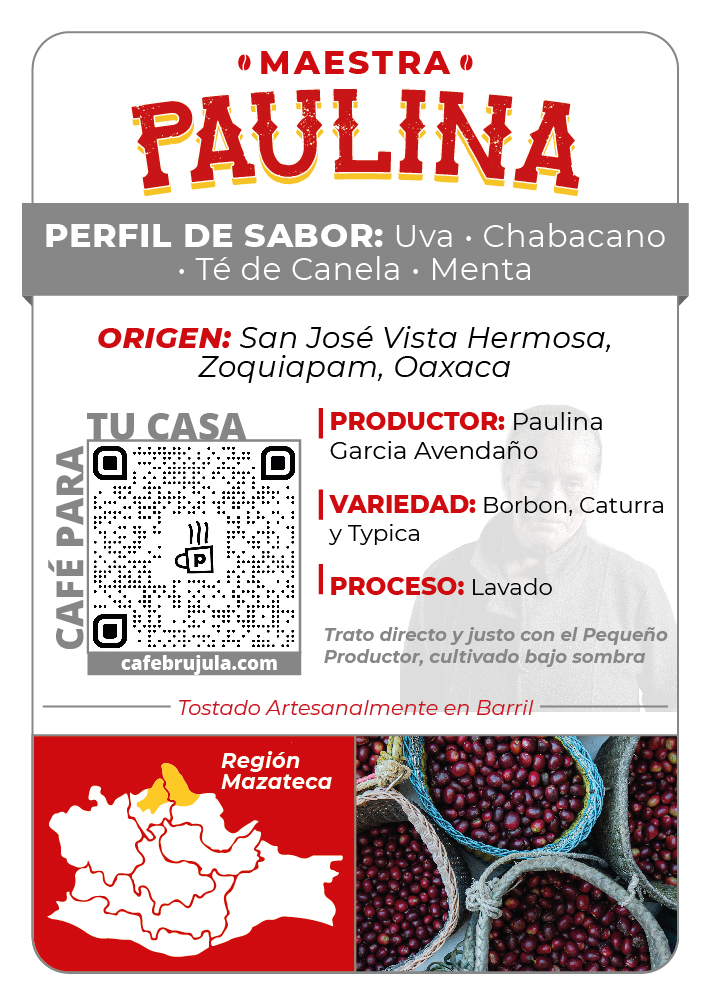 MAESTRA
PAULINA
PERFIL DE SABOR: Uva • Chabacano
• Té de Canela • Menta
ORIGEN: San José Vista Hermosa,
Zoquiapam, Oaxaca
TU CASA
CAFÉ PARA
P
cafebrujula.com
PRODUCTOR: Paulina
Garcia Avendaño
VARIEDAD: Borbon, Caturra
y Typica
PROCESO: Lavado
Trato directo y justo con el Pequeño
Productor, cultivado bajo sombra
Tostado Artesanalmente en Barril
Región
Mazateca